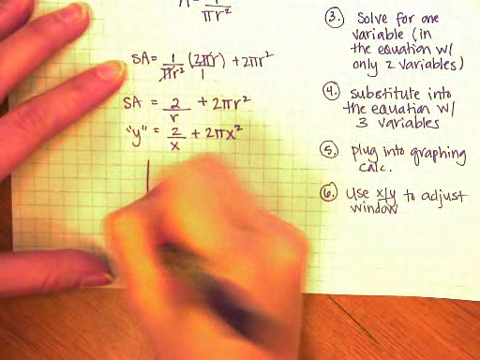 1
πr²
SA = 1/πr² (2πr)/1 + 2πr²
SA = 2/r + 2πr²
"y" = 2/x + 2πx²
3. Solve for one
variable (in
the equation w/
only 2 variables)
4. substitute into
the equation w/
3 variables
5. plug into graphing
calc.
6. Use x/y to adjust
window